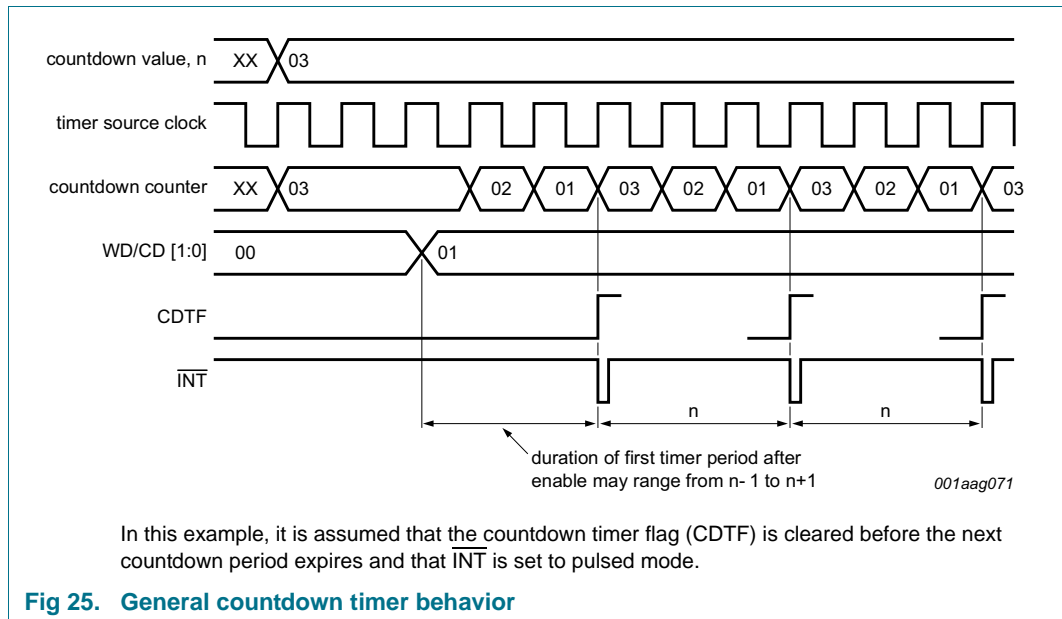 countdown value, n XX 03
timer source clock
countdown counter XX 03 02 01 03 02 01 03 02 01 03
WD/CD [1:0] 00 01
CDTF
INT
n n
duration of first timer period after
enable may range from n- 1 to n+1
001aag071
In this example, it is assumed that the countdown timer flag (CDTF) is cleared before the next
countdown period expires and that INT is set to pulsed mode.
Fig 25. General countdown timer behavior